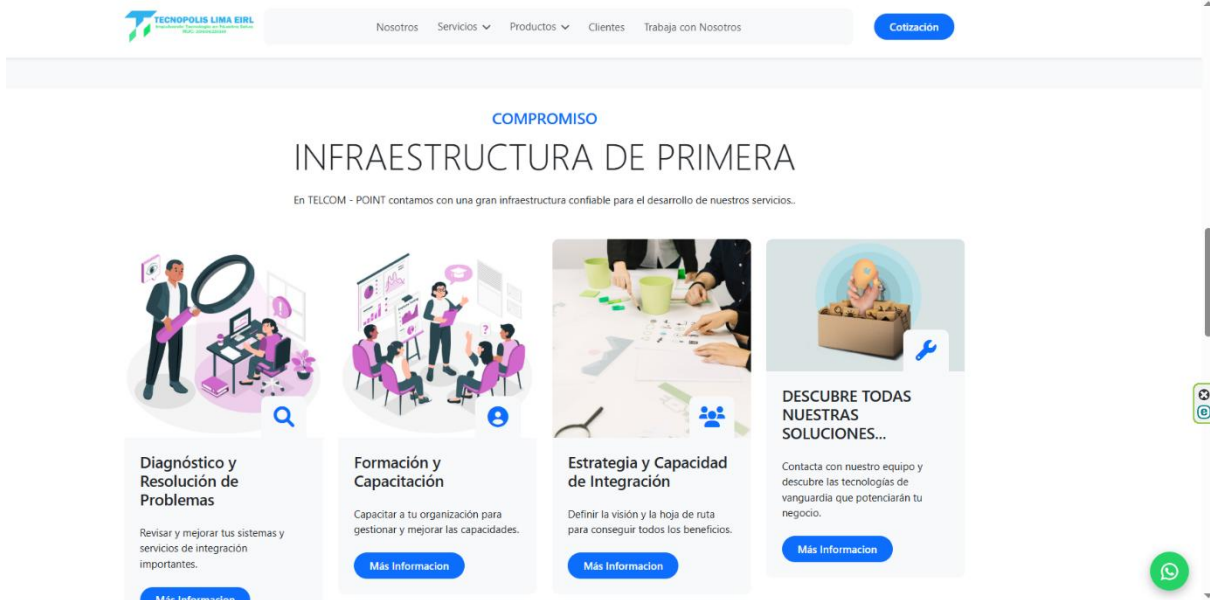 TECNOPOLIS LIMA EIRL
Nosotros
Servicios
Productos
Clientes
Trabaja con Nosotros
Cotización
COMPROMISO
INFRAESTRUCTURA DE PRIMERA
En TELCOM - POINT contamos con una gran infraestructura confiable para el desarrollo de nuestros servicios..
Diagnóstico y
Resolución de
Problemas
Revisar y mejorar tus sistemas y
servicios de integración
importantes.
Más Informacion
Formación y
Capacitación
Capacitar a tu organización para
gestionar y mejorar las capacidades.
Más Informacion
Estrategia y Capacidad
de Integración
Definir la visión y la hoja de ruta
para conseguir todos los beneficios.
Más Informacion
DESCUBRE TODAS
NUESTRAS
SOLUCIONES...
Contacta con nuestro equipo y
descubre las tecnologías de
vanguardia que potenciarán tu
negocio.
Más Informacion